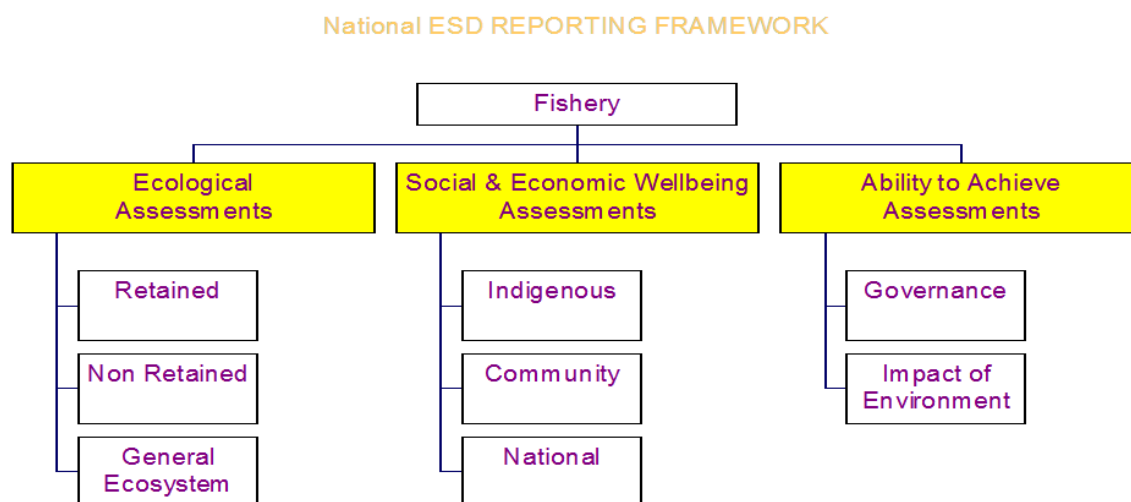 National ESD REPORTING FRAMEWORK
Fishery
Ecological
Assessments
Social & Economic Wellbeing
Assessments
Ability to Achieve
Assessments
Retained
Non Retained
General
Ecosystem
Indigenous
Community
National
Governance
Impact of
Environment